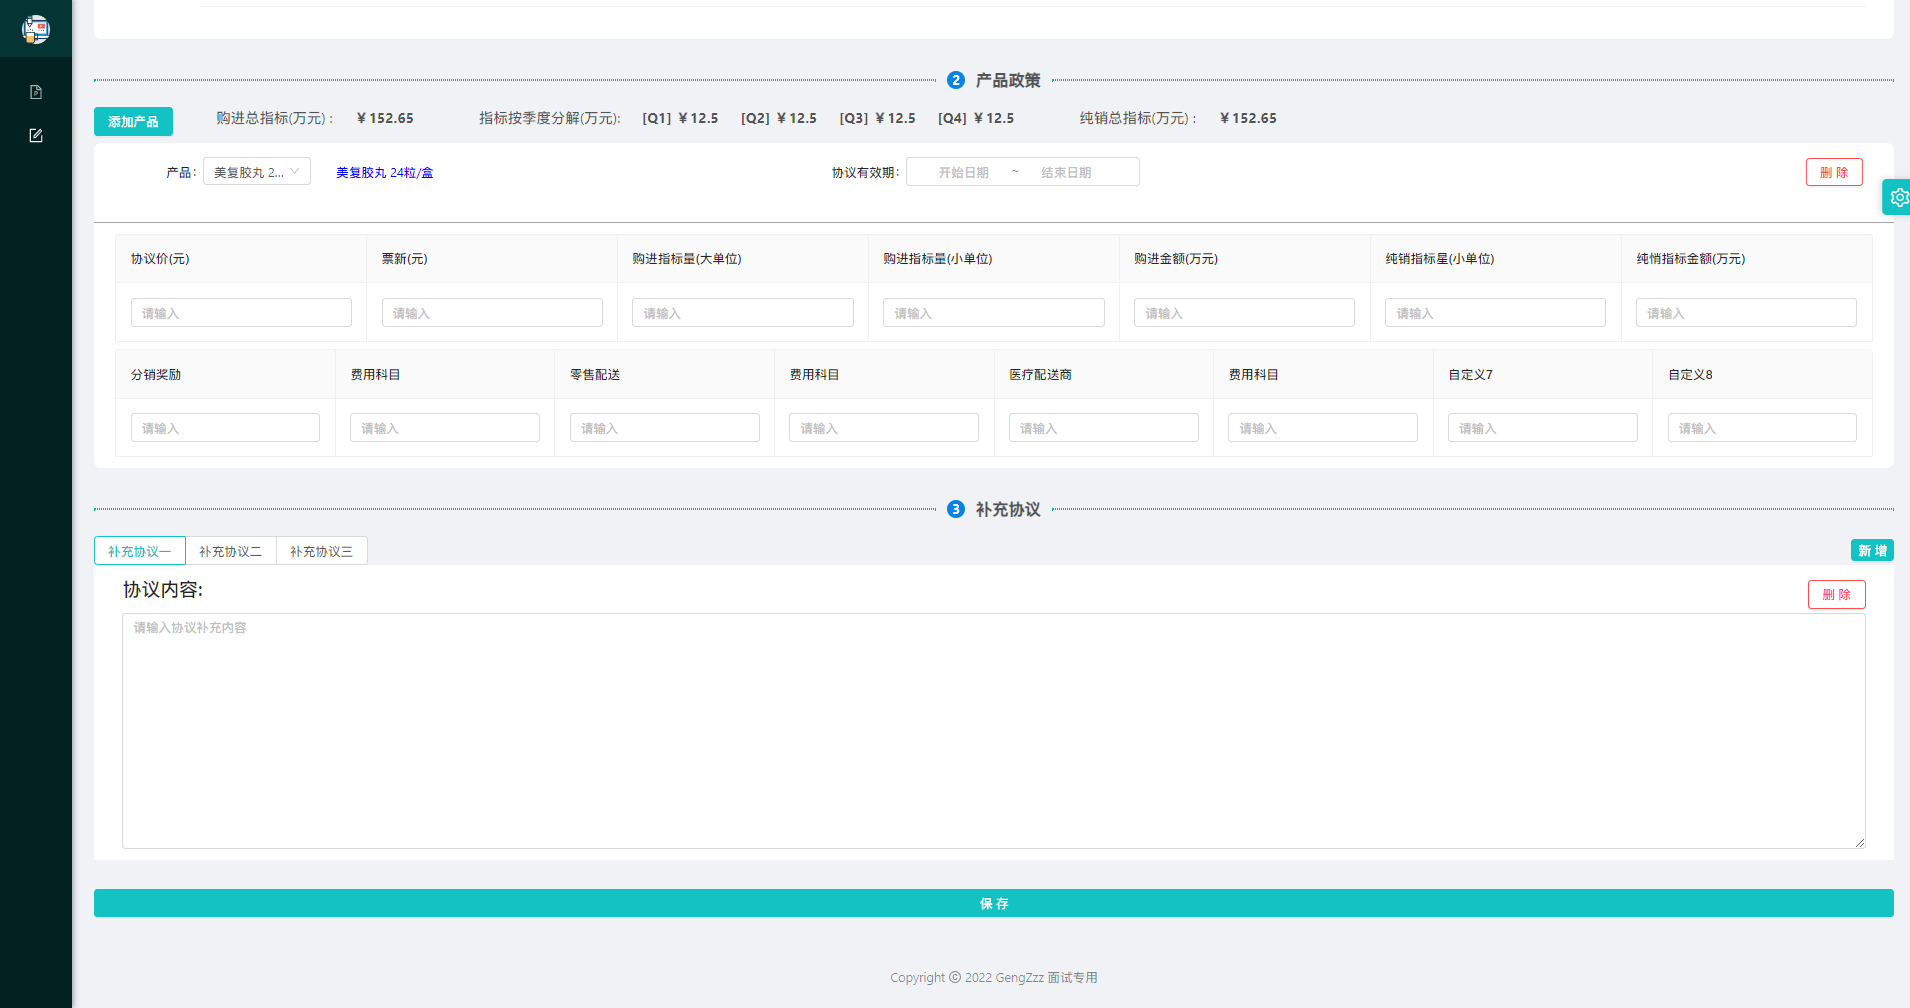 2 产品政策
添加产品 购进总指标(万元) : ￥152.65 指标按季度分解(万元): [Q1] ￥12.5 [Q2] ￥12.5 [Q3] ￥12.5 [Q4] ￥12.5 纯销总指标(万元) : ￥152.65
产品: 美复胶丸 2... 美复胶丸 24粒/盒 协议有效期: 开始日期 ~ 结束日期 删 除
协议价(元) 票新(元) 购进指标量(大单位) 购进指标量(小单位) 购进金额(万元) 纯销指标星(小单位) 纯悄指标金额(万元)
请输入 请输入 请输入 请输入 请输入 请输入 请输入
分销奖励 费用科目 零售配送 费用科目 医疗配送商 费用科目 自定义7 自定义8
请输入 请输入 请输入 请输入 请输入 请输入 请输入 请输入
3 补充协议
补充协议一 补充协议二 补充协议三 新 增
协议内容: 删 除
请输入协议补充内容
保 存
Copyright © 2022 GengZzz 面试专用